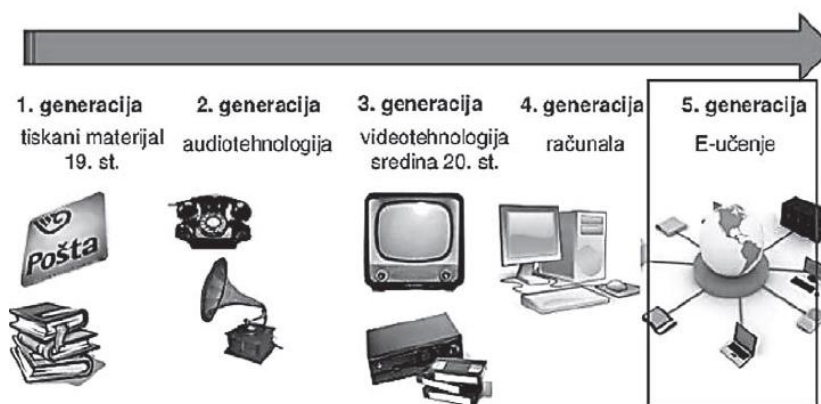 1. generacija
tiskani materijal
19. st.
2. generacija
audiotehnologija
3. generacija
videotehnologija
sredina 20. st.
4. generacija
računala
5. generacija
E-učenje
Pošta